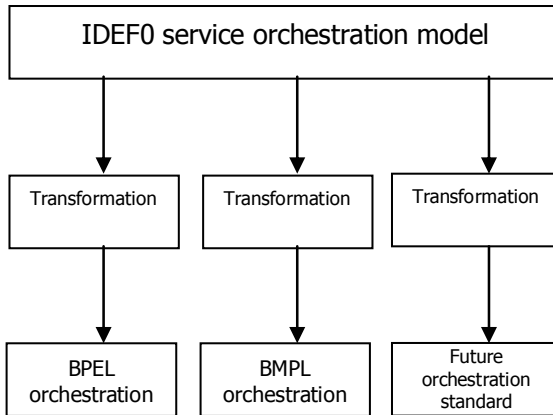 IDEF0 service orchestration model
Transformation
Transformation
Transformation
BPEL
orchestration
BMPL
orchestration
Future
orchestration
standard